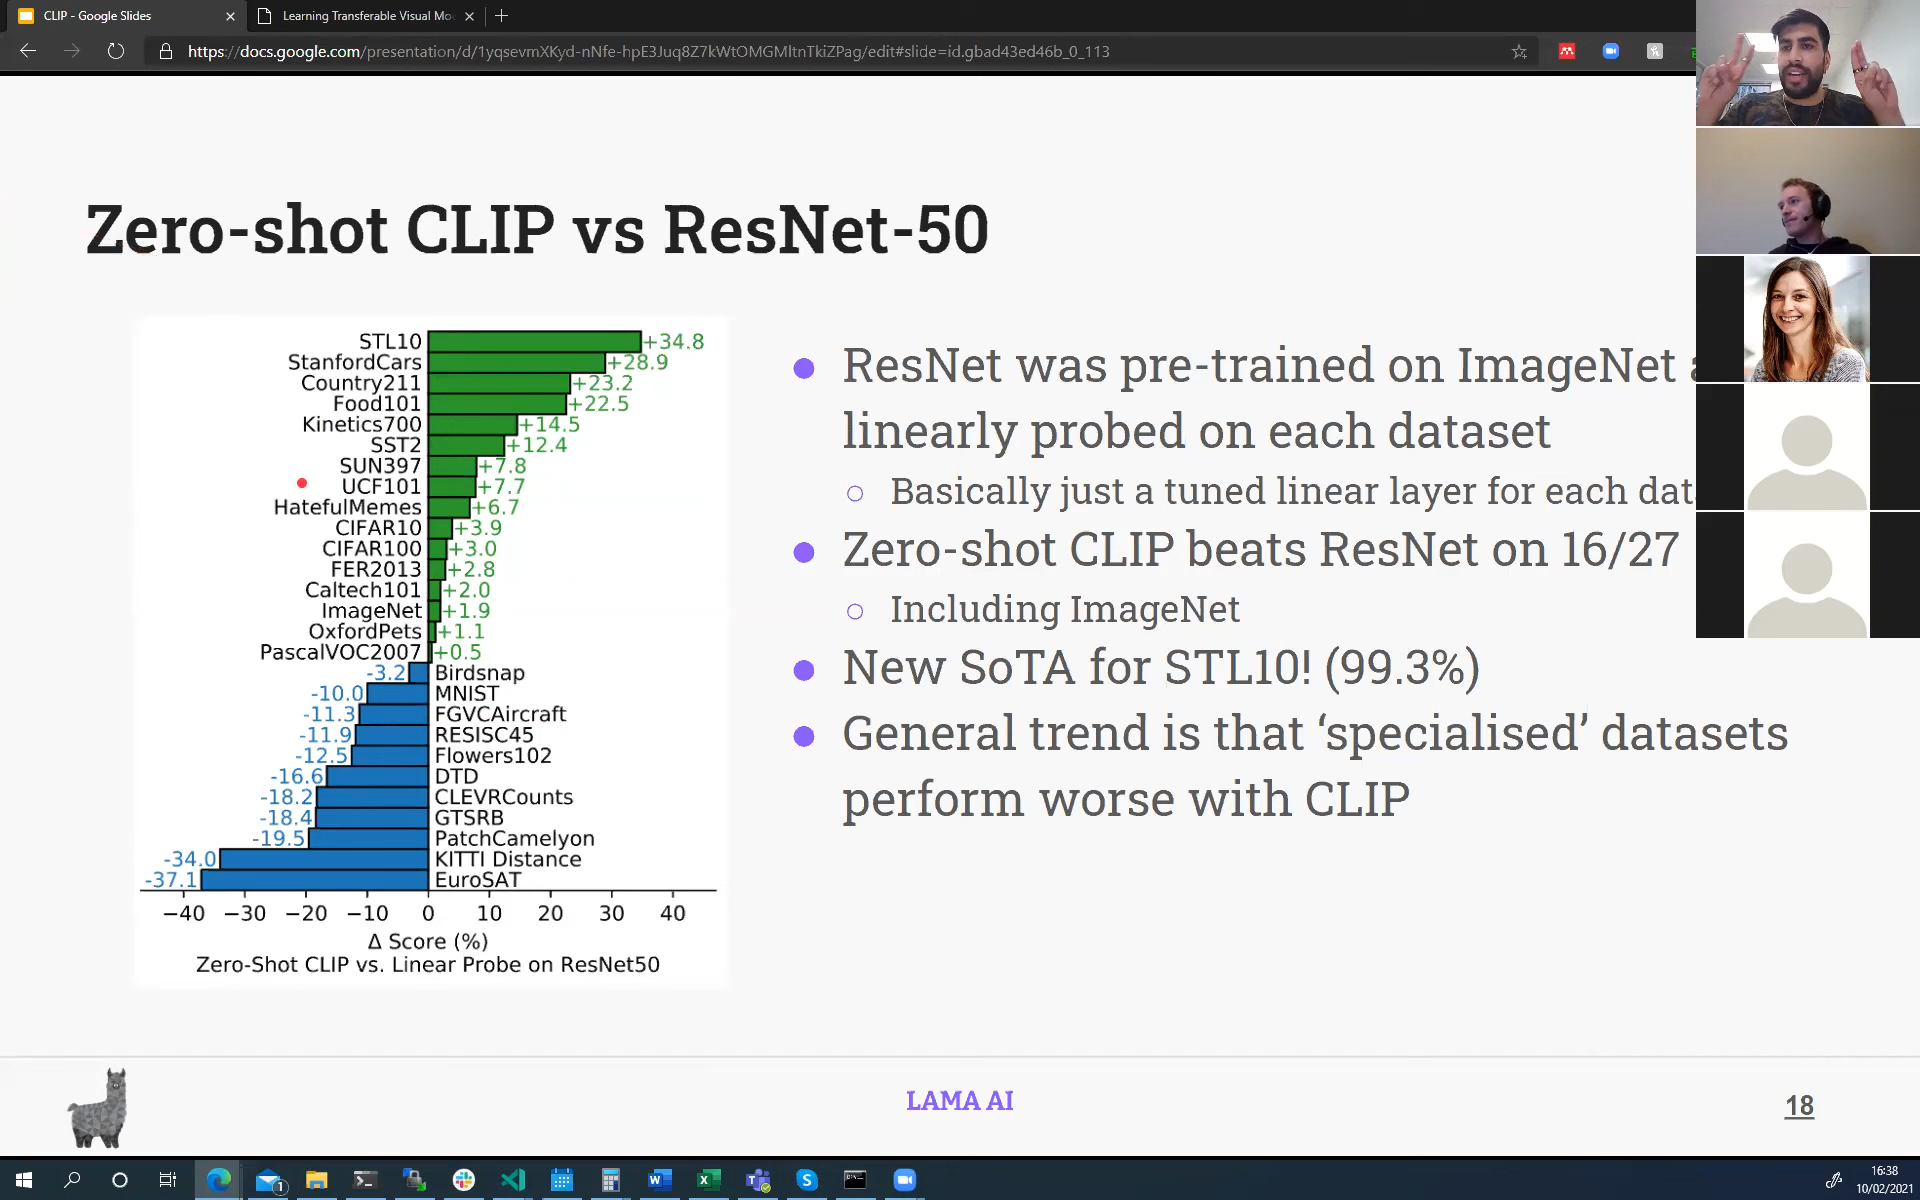 CLIP - Google Slides
Learning Transferable Visual Mo
https://docs.google.com/presentation/d/1yqsevmXKyd-nNfe-hpE3Juq8Z7kWtOMGMltnTkiZPag/edit#slide=id.gbad43ed46b_0_113
Zero-shot CLIP vs ResNet-50
STL10 +34.8
StanfordCars +28.9
Country211 +23.2
Food101 +22.5
Kinetics700 +14.5
SST2 +12.4
SUN397 +7.8
UCF101 +7.7
HatefulMemes +6.7
CIFAR10 +3.9
CIFAR100 +3.0
FER2013 +2.8
Caltech101 +2.0
ImageNet +1.9
OxfordPets +1.1
PascalVOC2007 +0.5
-3.2 Birdsnap
-10.0 MNIST
-11.3 FGVCAircraft
-11.9 RESISC45
-12.5 Flowers102
-16.6 DTD
-18.2 CLEVRCounts
-18.4 GTSRB
-19.5 PatchCamelyon
-34.0 KITTI Distance
-37.1 EuroSAT
−40 −30 −20 −10 0 10 20 30 40
Δ Score (%)
Zero-Shot CLIP vs. Linear Probe on ResNet50
ResNet was pre-trained on ImageNet
linearly probed on each dataset
Basically just a tuned linear layer for each dat
Zero-shot CLIP beats ResNet on 16/27
Including ImageNet
New SoTA for STL10! (99.3%)
General trend is that ‘specialised’ datasets
perform worse with CLIP
LAMA AI
18
1
16:38
10/02/2021